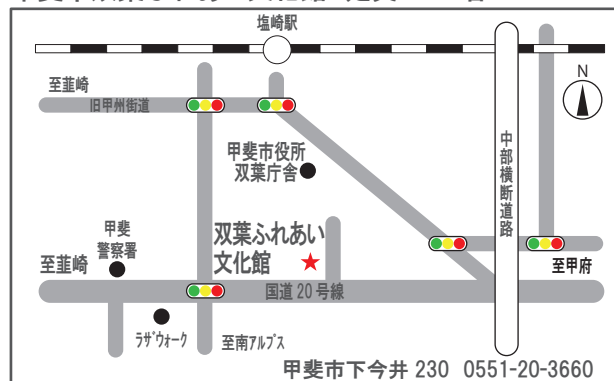 塩崎駅
至韮崎
旧甲州街道
N
甲斐市役所
双葉庁舎
中部横断道路
甲斐
警察署
双葉ふれあい
文化館
至韮崎
至甲府
国道20号線
ラザウォーク
至南アルプス
甲斐市下今井 230 0551-20-3660